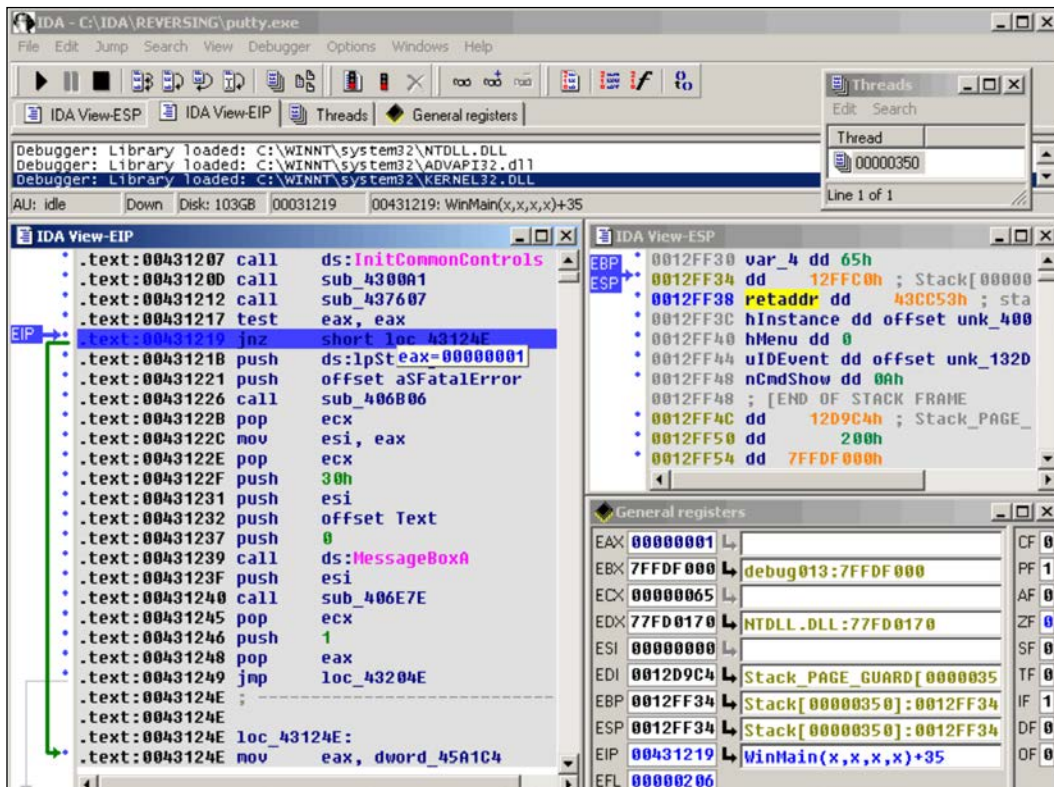 IDA - C:\IDA\REVERSING\putty.exe
File Edit Jump Search View Debugger Options Windows Help
IDA View-ESP IDA View-EIP Threads General registers
Debugger: Library loaded: C:\WINNT\system32\NTDLL.DLL
Debugger: Library loaded: C:\WINNT\system32\ADVAPI32.dll
Debugger: Library loaded: C:\WINNT\system32\KERNEL32.DLL
AU: idle Down Disk: 103GB 00031219 00431219: WinMain(x,x,x,x)+35
Threads
Edit Search
Thread
00000350
Line 1 of 1
IDA View-EIP
.text:00431207 call ds:InitCommonControls
.text:0043120D call sub_4300A1
.text:00431212 call sub_437607
.text:00431217 test eax, eax
EIP .text:00431219 jnz short loc_43124E
.text:0043121B push ds:lpSt
eax=00000001
.text:00431221 push offset aSFatalError
.text:00431226 call sub_406B06
.text:0043122B pop ecx
.text:0043122C mov esi, eax
.text:0043122E pop ecx
.text:0043122F push 30h
.text:00431231 push esi
.text:00431232 push offset Text
.text:00431237 push 0
.text:00431239 call ds:MessageBoxA
.text:0043123F push esi
.text:00431240 call sub_406E7E
.text:00431245 pop ecx
.text:00431246 push 1
.text:00431248 pop eax
.text:00431249 jmp loc_43204E
.text:0043124E ; ---------------------------
.text:0043124E
.text:0043124E loc_43124E:
.text:0043124E mov eax, dword_45A1C4
IDA View-ESP
EBP 0012FF30 var_4 dd 65h
ESP 0012FF34 dd 12FFC0h ; Stack[00000
0012FF38 retaddr dd 43CC53h ; sta
0012FF3C hInstance dd offset unk_400
0012FF40 hMenu dd 0
0012FF44 uIDEvent dd offset unk_132D
0012FF48 nCmdShow dd 0Ah
0012FF48 ; [END OF STACK FRAME
0012FF4C dd 12D9C4h ; Stack_PAGE_
0012FF50 dd 200h
0012FF54 dd 7FFDF000h
General registers
EAX 00000001 CF 0
EBX 7FFDF000 debug013:7FFDF000 PF 1
ECX 00000065 AF 0
EDX 77FD0170 NTDLL.DLL:77FD0170 ZF 0
ESI 00000000 SF 0
EDI 0012D9C4 Stack_PAGE_GUARD[0000035 TF 0
EBP 0012FF34 Stack[00000350]:0012FF34 IF 1
ESP 0012FF34 Stack[00000350]:0012FF34 DF 0
EIP 00431219 WinMain(x,x,x,x)+35 OF 0
EFL 00000206